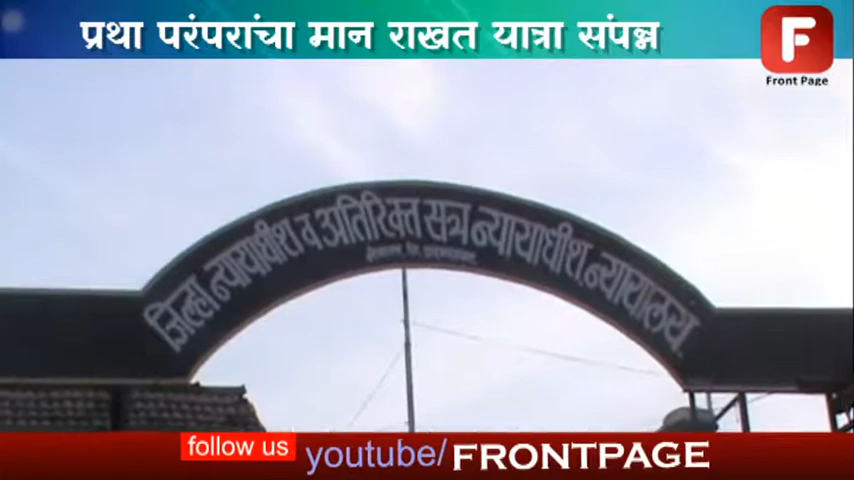 प्रथा परंपरांचा मान राखत यात्रा संपन्न
Front Page
जिल्हा न्यायाधीश व अतिरिक्त सत्र न्यायाधीश, न्यायालय,
follow us
youtube/FRONTPAGE